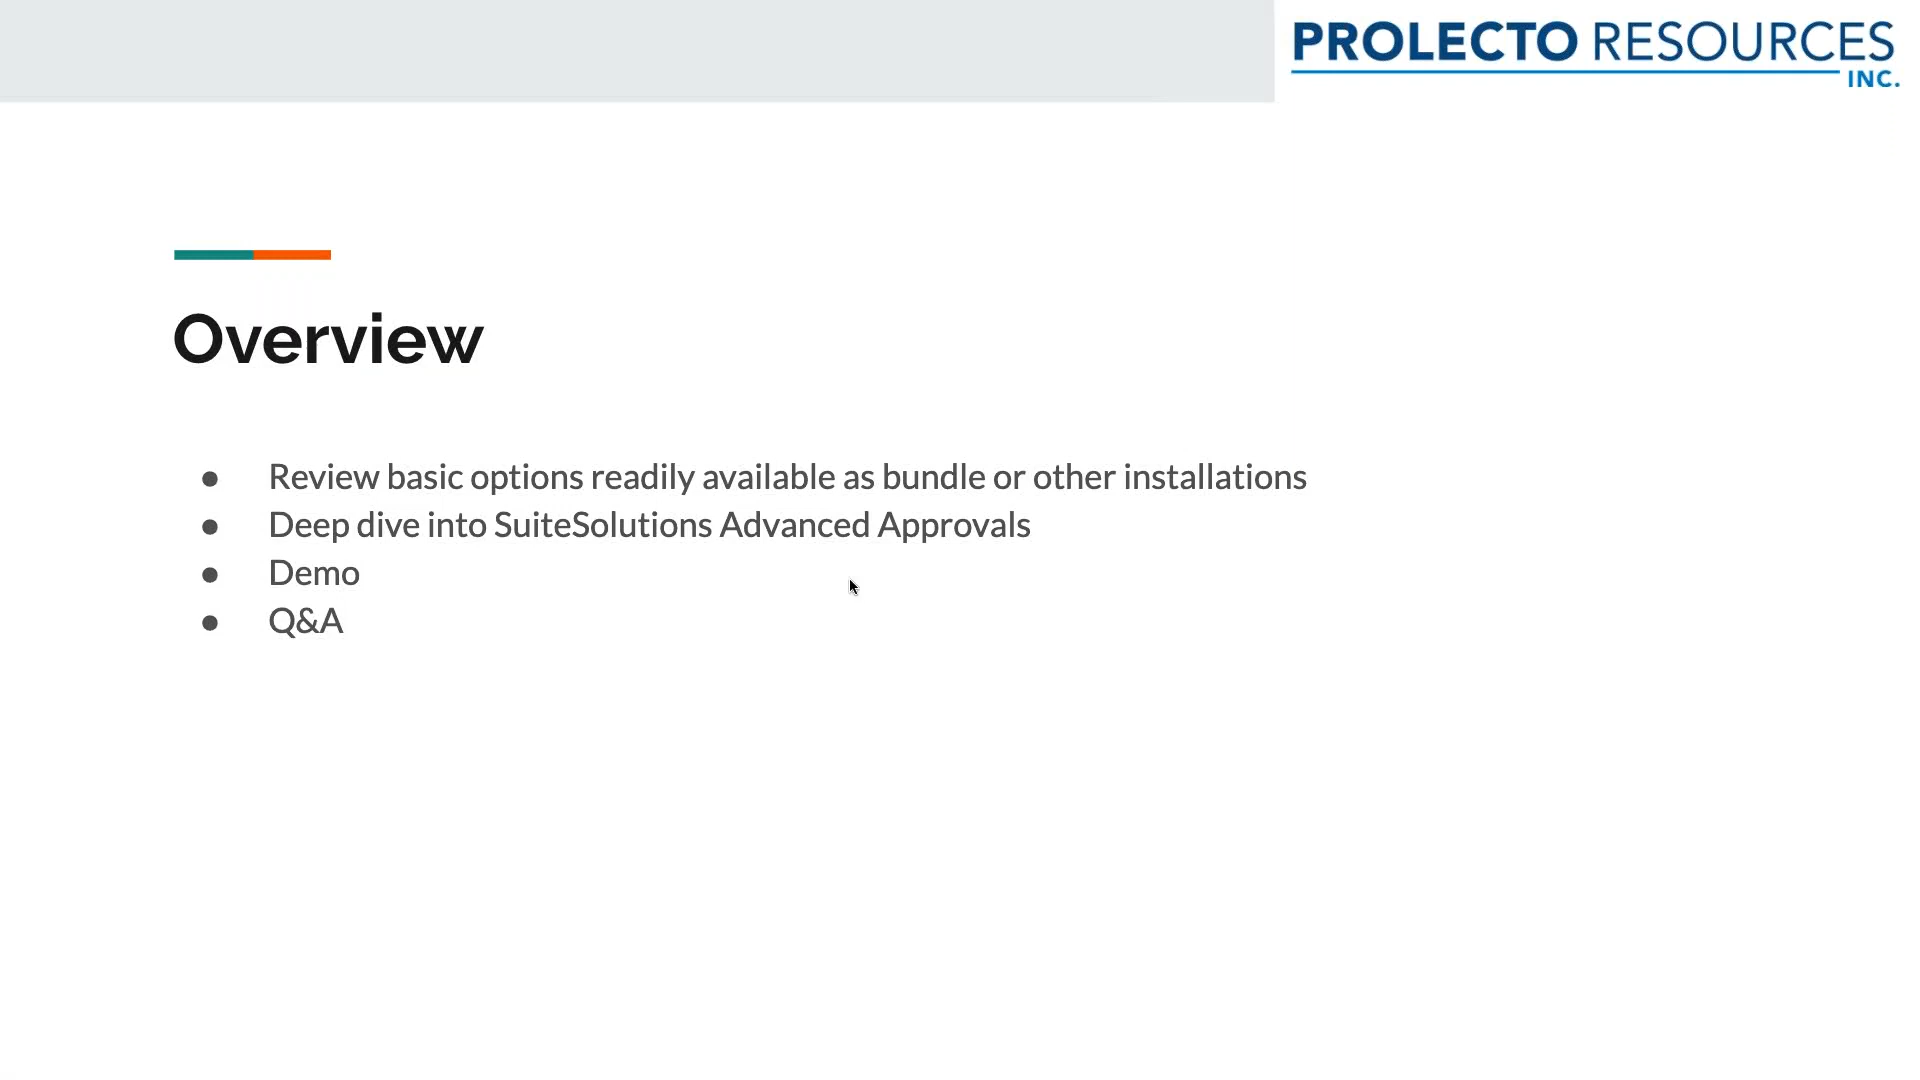 PROLECTO RESOURCES
INC.
Overview
● Review basic options readily available as bundle or other installations
● Deep dive into SuiteSolutions Advanced Approvals
● Demo
● Q&A